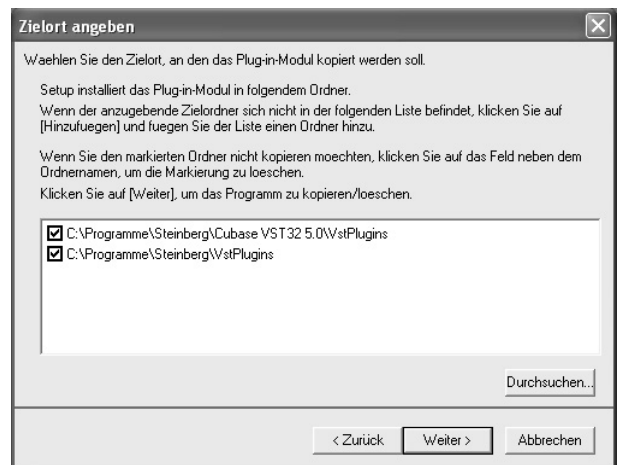 Zielort angeben
Waehlen Sie den Zielort, an den das Plug-in-Modul kopiert werden soll.
Setup installiert das Plug-in-Modul in folgendem Ordner.
Wenn der anzugebende Zielordner sich nicht in der folgenden Liste befindet, klicken Sie auf
[Hinzufuegen] und fuegen Sie der Liste einen Ordner hinzu.
Wenn Sie den markierten Ordner nicht kopieren moechten, klicken Sie auf das Feld neben dem
Ordnernamen, um die Markierung zu loeschen.
Klicken Sie auf [Weiter], um das Programm zu kopieren/loeschen.
C:\Programme\Steinberg\Cubase VST32 5.0\VstPlugins
C:\Programme\Steinberg\VstPlugins
Durchsuchen...
< Zurück
Weiter >
Abbrechen